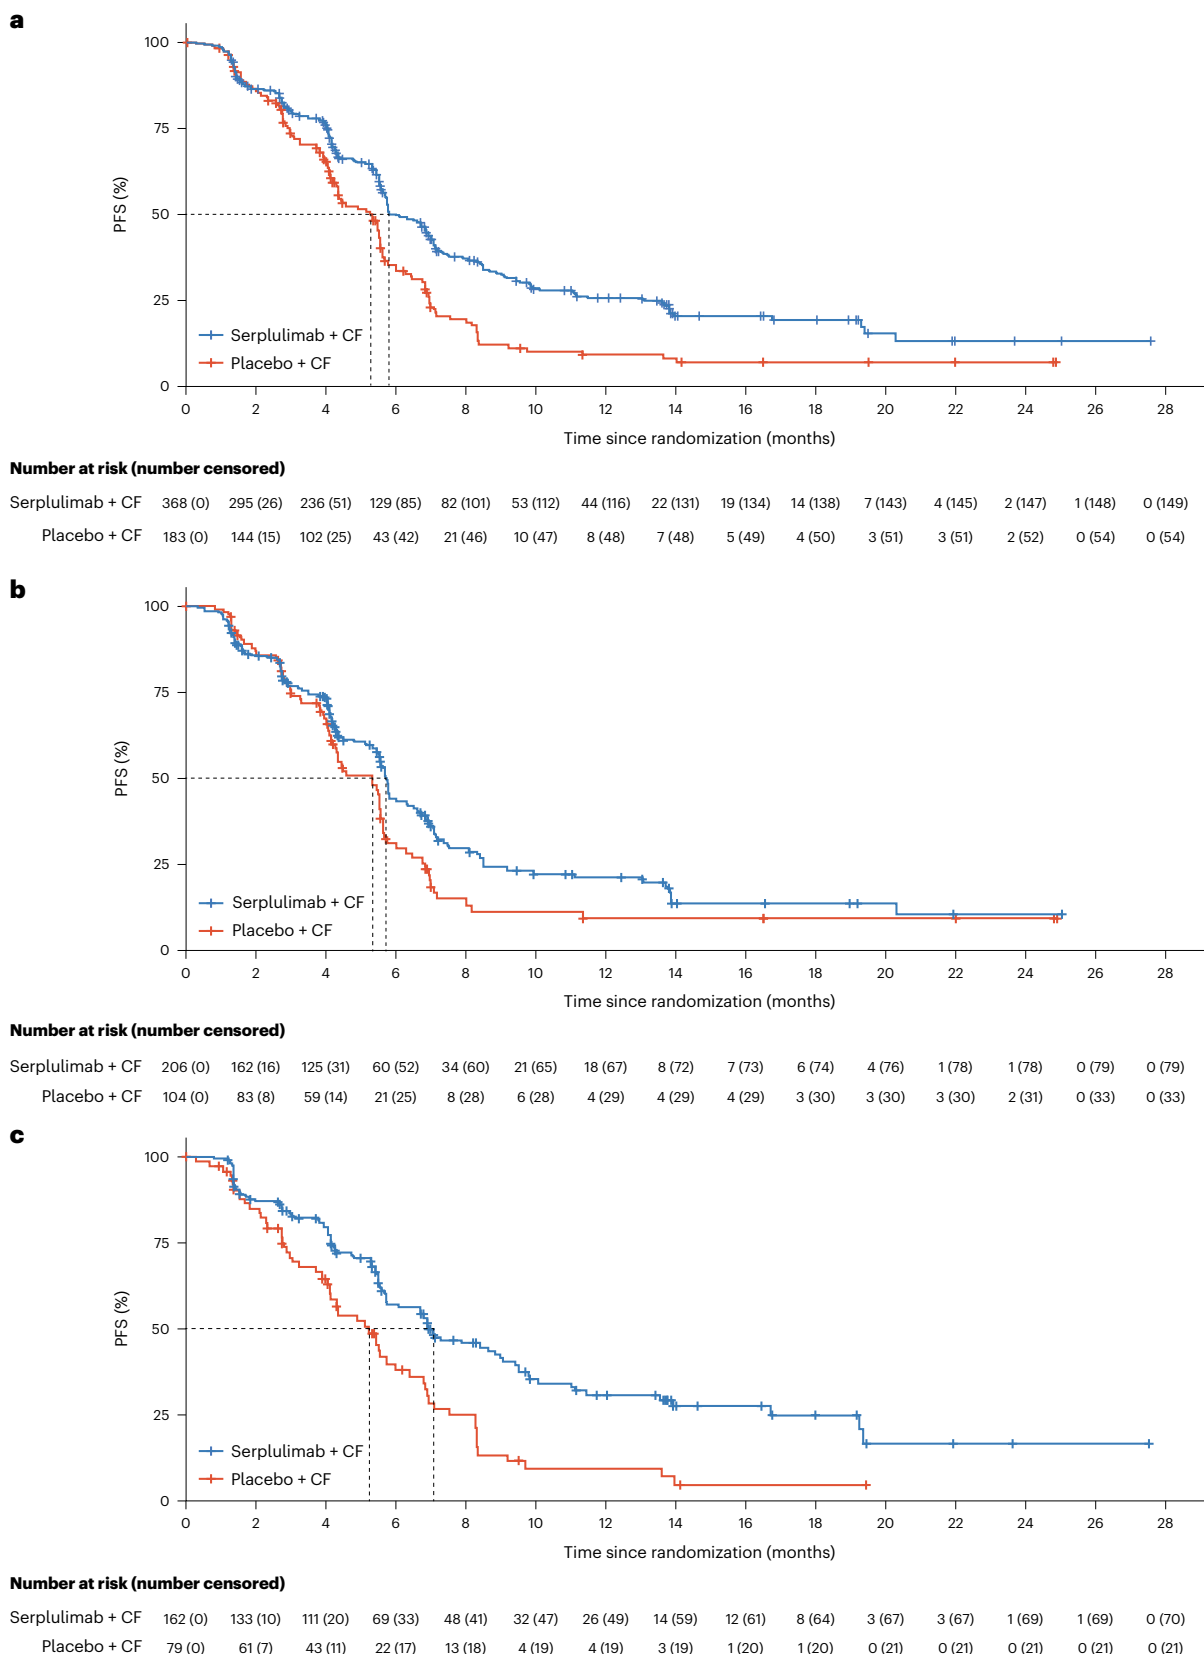 a
100
75
50
25
0
PFS (%)
Serplulimab + CF
Placebo + CF
0 2 4 6 8 10 12 14 16 18 20 22 24 26 28
Time since randomization (months)
Number at risk (number censored)
Serplulimab + CF 368 (0) 295 (26) 236 (51) 129 (85) 82 (101) 53 (112) 44 (116) 22 (131) 19 (134) 14 (138) 7 (143) 4 (145) 2 (147) 1 (148) 0 (149)
Placebo + CF 183 (0) 144 (15) 102 (25) 43 (42) 21 (46) 10 (47) 8 (48) 7 (48) 5 (49) 4 (50) 3 (51) 3 (51) 2 (52) 0 (54) 0 (54)
b
100
75
50
25
0
PFS (%)
Serplulimab + CF
Placebo + CF
0 2 4 6 8 10 12 14 16 18 20 22 24 26 28
Time since randomization (months)
Number at risk (number censored)
Serplulimab + CF 206 (0) 162 (16) 125 (31) 60 (52) 34 (60) 21 (65) 18 (67) 8 (72) 7 (73) 6 (74) 4 (76) 1 (78) 1 (78) 0 (79) 0 (79)
Placebo + CF 104 (0) 83 (8) 59 (14) 21 (25) 8 (28) 6 (28) 4 (29) 4 (29) 4 (29) 3 (30) 3 (30) 3 (30) 2 (31) 0 (33) 0 (33)
c
100
75
50
25
0
PFS (%)
Serplulimab + CF
Placebo + CF
0 2 4 6 8 10 12 14 16 18 20 22 24 26 28
Time since randomization (months)
Number at risk (number censored)
Serplulimab + CF 162 (0) 133 (10) 111 (20) 69 (33) 48 (41) 32 (47) 26 (49) 14 (59) 12 (61) 8 (64) 3 (67) 3 (67) 1 (69) 1 (69) 0 (70)
Placebo + CF 79 (0) 61 (7) 43 (11) 22 (17) 13 (18) 4 (19) 4 (19) 3 (19) 1 (20) 1 (20) 0 (21) 0 (21) 0 (21) 0 (21) 0 (21)